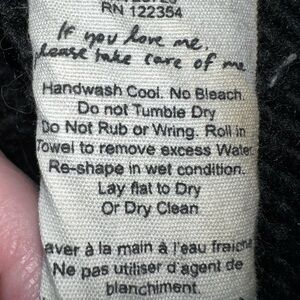 RN 122354
If you love me,
please take care of me
Handwash Cool. No Bleach.
Do not Tumble Dry
Do Not Rub or Wring. Roll in
Towel to remove excess Water
Re-shape in wet condition.
Lay flat to Dry
Or Dry Clean
aver à la main à l'eau fraiche
Ne pas utiliser d'agent de
blanchiment